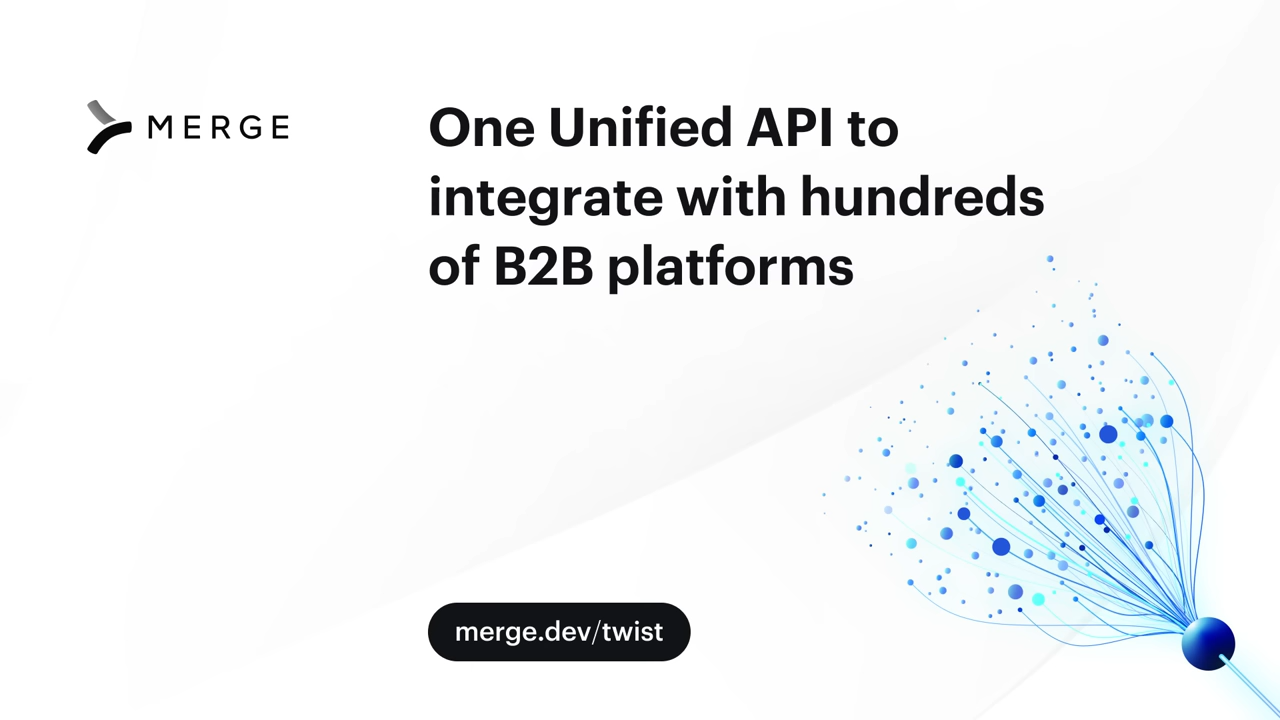 MERGE
One Unified API to
integrate with hundreds
of B2B platforms
merge.dev/twist